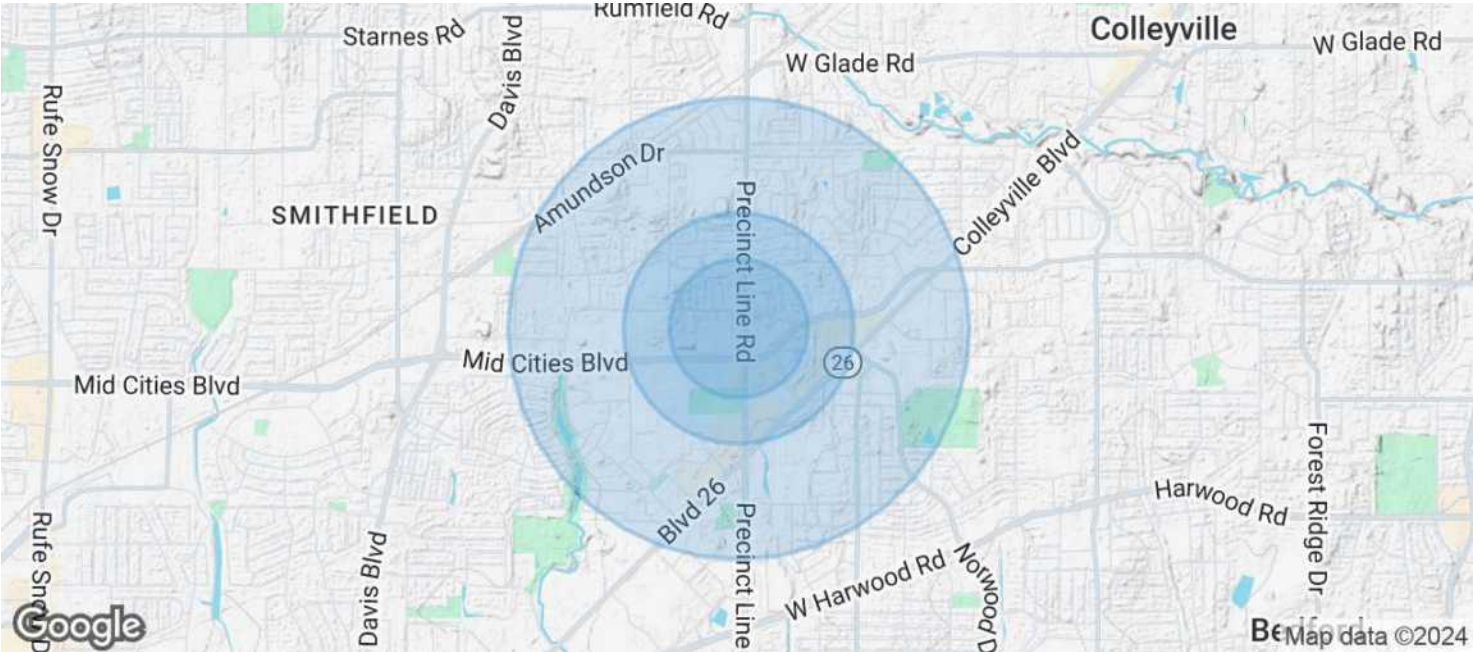 Rumfield Rd
Colleyville
Starnes Rd
Davis Blvd
W Glade Rd
W Glade Rd
Rufe Snow Dr
Amundson Dr
Colleyville Blvd
Precinct Line Rd
SMITHFIELD
Mid Cities Blvd
26
Mid Cities Blvd
Forest Ridge Dr
Blvd 26
Harwood Rd
Precinct Line
Rufe Snow D
Davis Blvd
W Harwood Rd
Norwood D
Google
Bedford
Map data ©2024